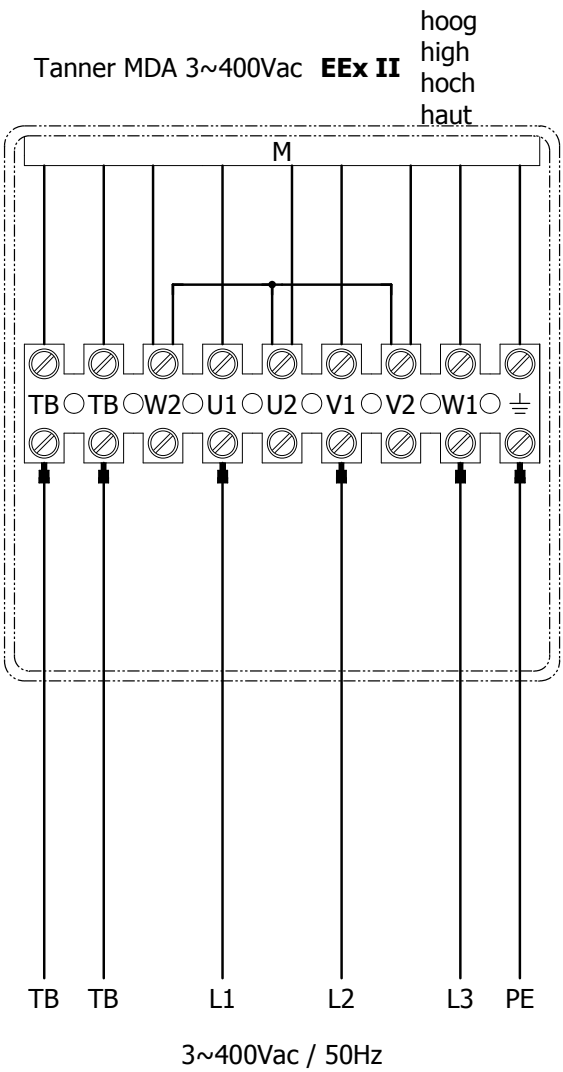 hoog
high
Tanner MDA 3~400Vac EEx II
hoch
haut
M
TB TB W2 U1 U2 V1 V2 W1
TB TB L1 L2 L3 PE
3~400Vac / 50Hz